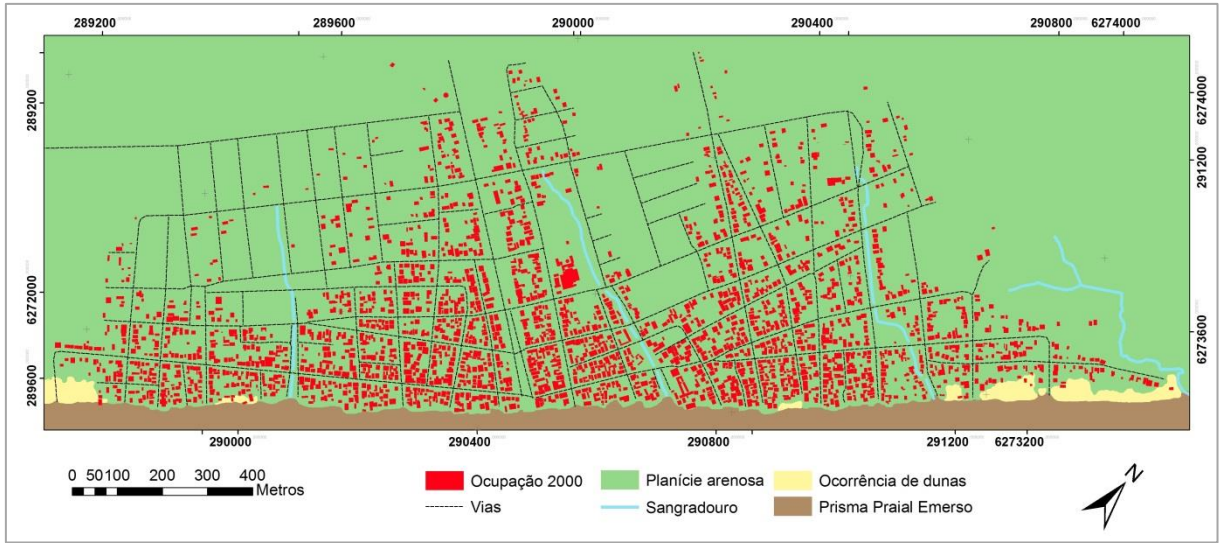 289200 289600 290000 290400 290800 6274000
289200
6272000
289600
6274000
291200
6273600
290000 290400 290800 291200 6273200
0 50 100 200 300 400
Metros
Ocupação 2000
Planície arenosa
Ocorrência de dunas
Vias
Sangradouro
Prisma Praial Emerso
N